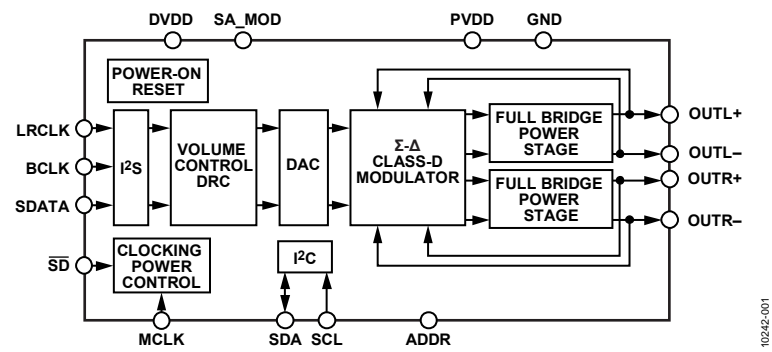 DVDD SA_MOD PVDD GND
POWER-ON
RESET
LRCLK
BCLK
SDATA
I²S
VOLUME
CONTROL
DRC
DAC
Σ-Δ
CLASS-D
MODULATOR
FULL BRIDGE
POWER
STAGE
FULL BRIDGE
POWER
STAGE
OUTL+
OUTL–
OUTR+
OUTR–
SD
CLOCKING
POWER
CONTROL
I²C
MCLK SDA SCL ADDR
10242-001